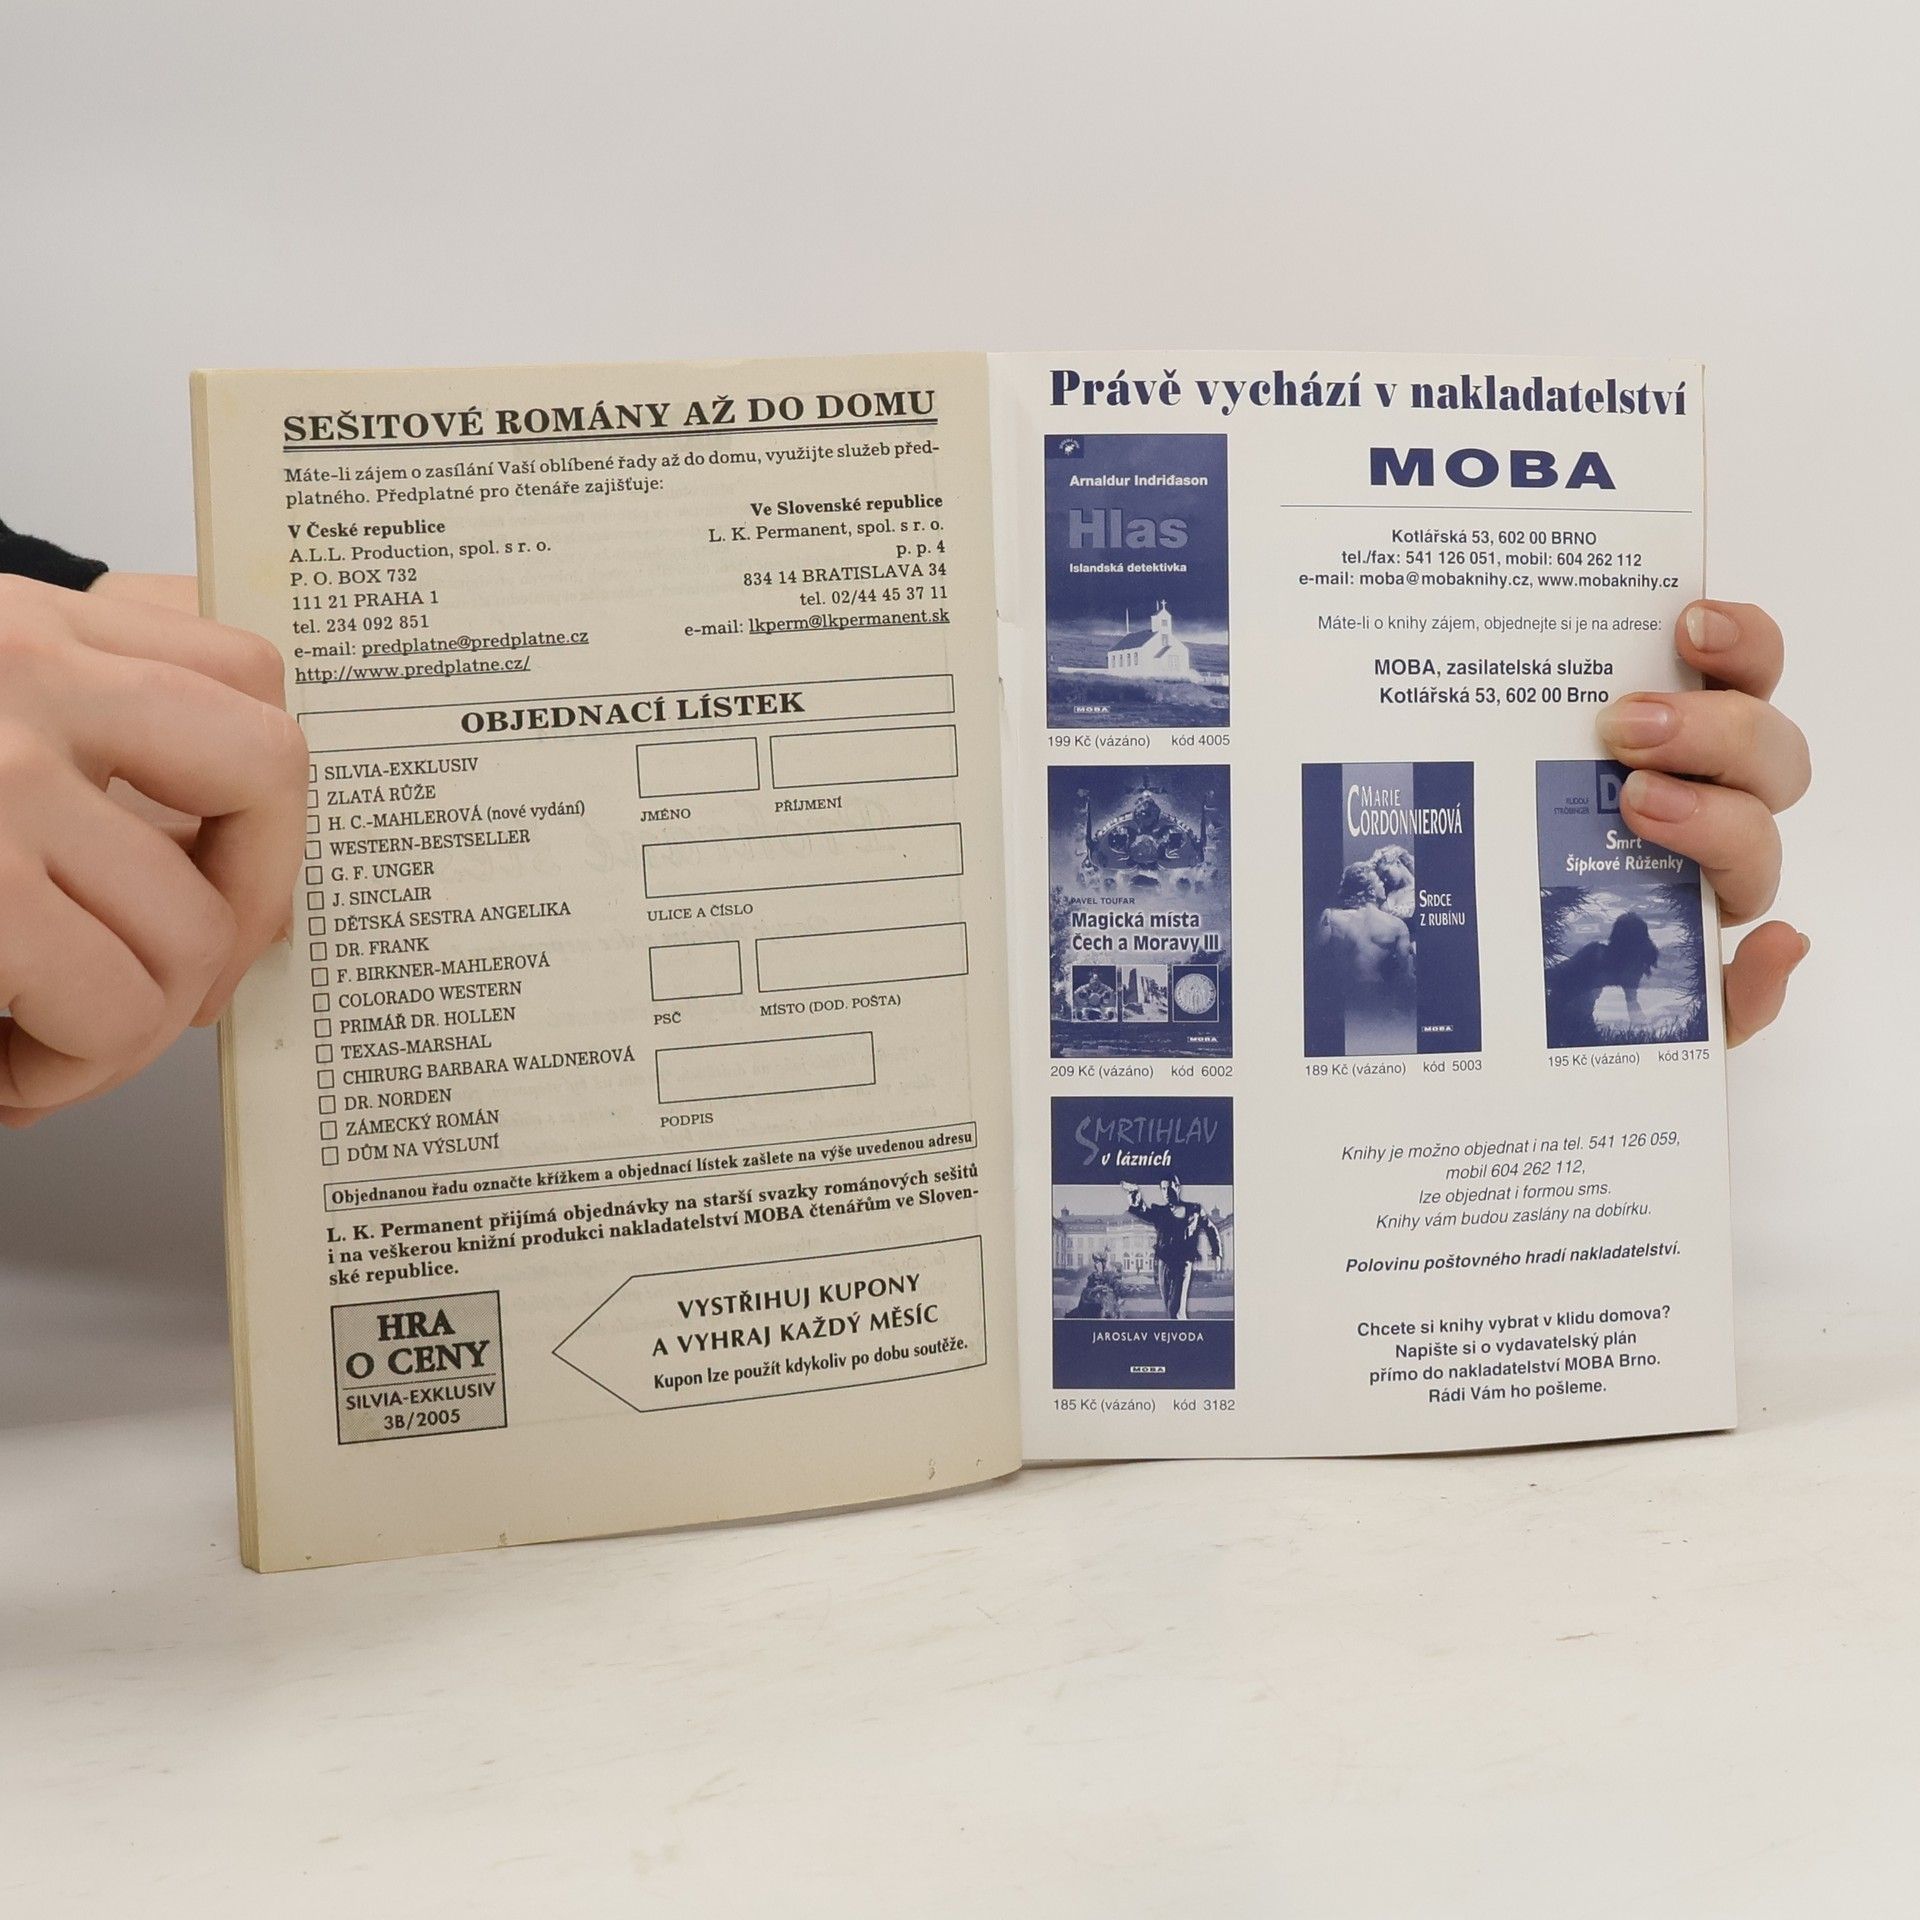 SEŠITOVÉ ROMÁNY AŽ DO DOMU
Máte-li zájem o zasílání Vaší oblíbené řady až do domu, využijte služeb před-
platného. Předplatné pro čtenáře zajišťuje:
V České republice
A.L.L. Production, spol. s r. o.
P. O. BOX 732
111 21 PRAHA 1
tel. 234 092 851
e-mail: predplatne@predplatne.cz
http://www.predplatne.cz/
Ve Slovenské republice
L. K. Permanent, spol. s r. o.
p. p. 4
834 14 BRATISLAVA 34
tel. 02/44 45 37 11
e-mail: lkperm@lkpermanent.sk
OBJEDNACÍ LÍSTEK
SILVIA-EXKLUSIV
ZLATÁ RŮŽE
H. C.-MAHLEROVÁ (nové vydání)
WESTERN-BESTSELLER
G. F. UNGER
J. SINCLAIR
DĚTSKÁ SESTRA ANGELIKA
DR. FRANK
F. BIRKNER-MAHLEROVÁ
COLORADO WESTERN
PRIMÁŘ DR. HOLLEN
TEXAS-MARSHAL
CHIRURG BARBARA WALDNEROVÁ
DR. NORDEN
ZÁMECKÝ ROMÁN
DŮM NA VÝSLUNÍ
JMÉNO
PŘÍJMENÍ
ULICE A ČÍSLO
PSČ
MÍSTO (DOD. POŠTA)
PODPIS
Objednanou řadu označte křížkem a objednací lístek zašlete na výše uvedenou adresu
L. K. Permanent přijímá objednávky na starší svazky románových sešitů
i na veškerou knižní produkci nakladatelství MOBA čtenářům ve Sloven-
ské republice.
HRA
O CENY
SILVIA-EXKLUSIV
3B/2005
VYSTŘIHUJ KUPONY
A VYHRAJ KAŽDÝ MĚSÍC
Kupon lze použít kdykoliv po dobu soutěže.
Právě vychází v nakladatelství
MOBA
Kotlářská 53, 602 00 BRNO
tel./fax: 541 126 051, mobil: 604 262 112
e-mail: moba@mobaknihy.cz, www.mobaknihy.cz
Máte-li o knihy zájem, objednejte si je na adrese:
MOBA, zasilatelská služba
Kotlářská 53, 602 00 Brno
Arnaldur Indriđason
Hlas
Islandská detektivka
MOBA
199 Kč (vázáno) kód 4005
PAVEL TOUFAR
Magická místa
Čech a Moravy III
MOBA
209 Kč (vázáno) kód 6002
MARIE
CORDONNIEROVÁ
SRDCE
Z RUBÍNU
MOBA
189 Kč (vázáno) kód 5003
RUDOLF
STRÖBINGER
Smrt
Šípkové Růženky
195 Kč (vázáno) kód 3175
SMRTIHLAV
v lázních
JAROSLAV VEJVODA
MOBA
185 Kč (vázáno) kód 3182
Knihy je možno objednat i na tel. 541 126 059,
mobil 604 262 112,
lze objednat i formou sms.
Knihy vám budou zaslány na dobírku.
Polovinu poštovného hradí nakladatelství.
Chcete si knihy vybrat v klidu domova?
Napište si o vydavatelský plán
přímo do nakladatelství MOBA Brno.
Rádi Vám ho pošleme.